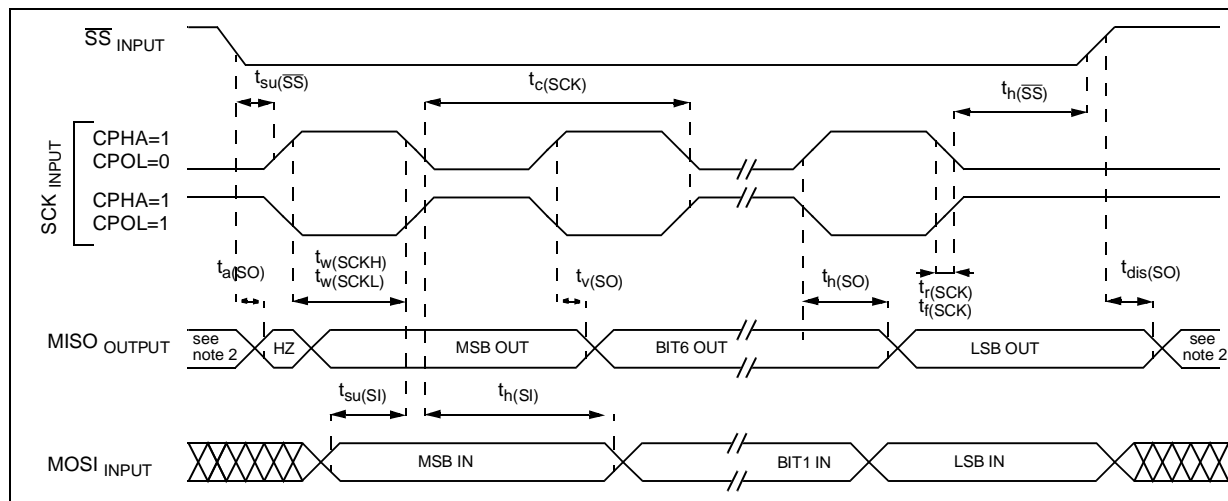 SS INPUT
tsu(SS)
tc(SCK)
th(SS)
SCK INPUT
CPHA=1
CPOL=0
CPHA=1
CPOL=1
ta(SO)
tw(SCKH)
tw(SCKL)
tv(SO)
th(SO)
tr(SCK)
tf(SCK)
tdis(SO)
MISO OUTPUT
see
note 2
HZ
MSB OUT
BIT6 OUT
LSB OUT
see
note 2
tsu(SI)
th(SI)
MOSI INPUT
MSB IN
BIT1 IN
LSB IN